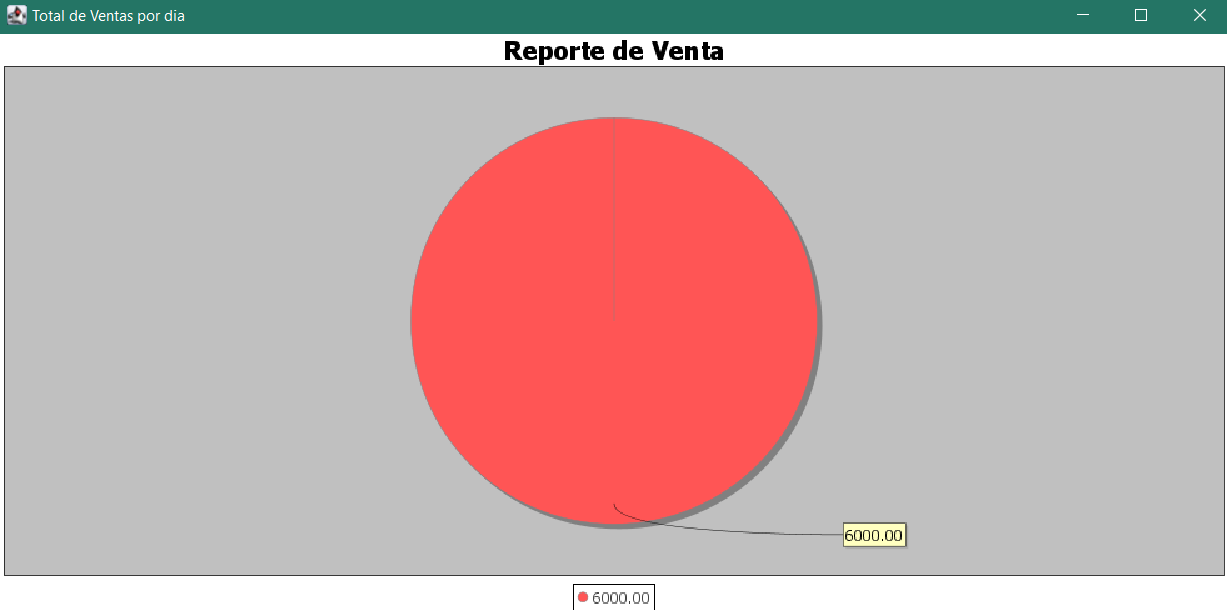 Total de Ventas por dia
Reporte de Venta
6000.00
6000.00